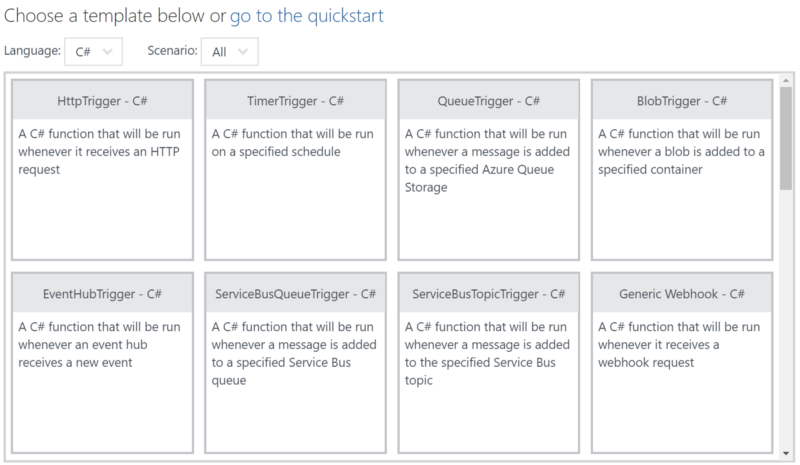 Choose a template below or go to the quickstart
Language: C# Scenario: All
HttpTrigger - C#
A C# function that will be run
whenever it receives an HTTP
request
TimerTrigger - C#
A C# function that will be run
on a specified schedule
QueueTrigger - C#
A C# function that will be run
whenever a message is added
to a specified Azure Queue
Storage
BlobTrigger - C#
A C# function that will be run
whenever a blob is added to a
specified container
EventHubTrigger - C#
A C# function that will be run
whenever an event hub
receives a new event
ServiceBusQueueTrigger - C#
A C# function that will be run
whenever a message is added
to a specified Service Bus
queue
ServiceBusTopicTrigger - C#
A C# function that will be run
whenever a message is added
to the specified Service Bus
topic
Generic Webhook - C#
A C# function that will be run
whenever it receives a
webhook request